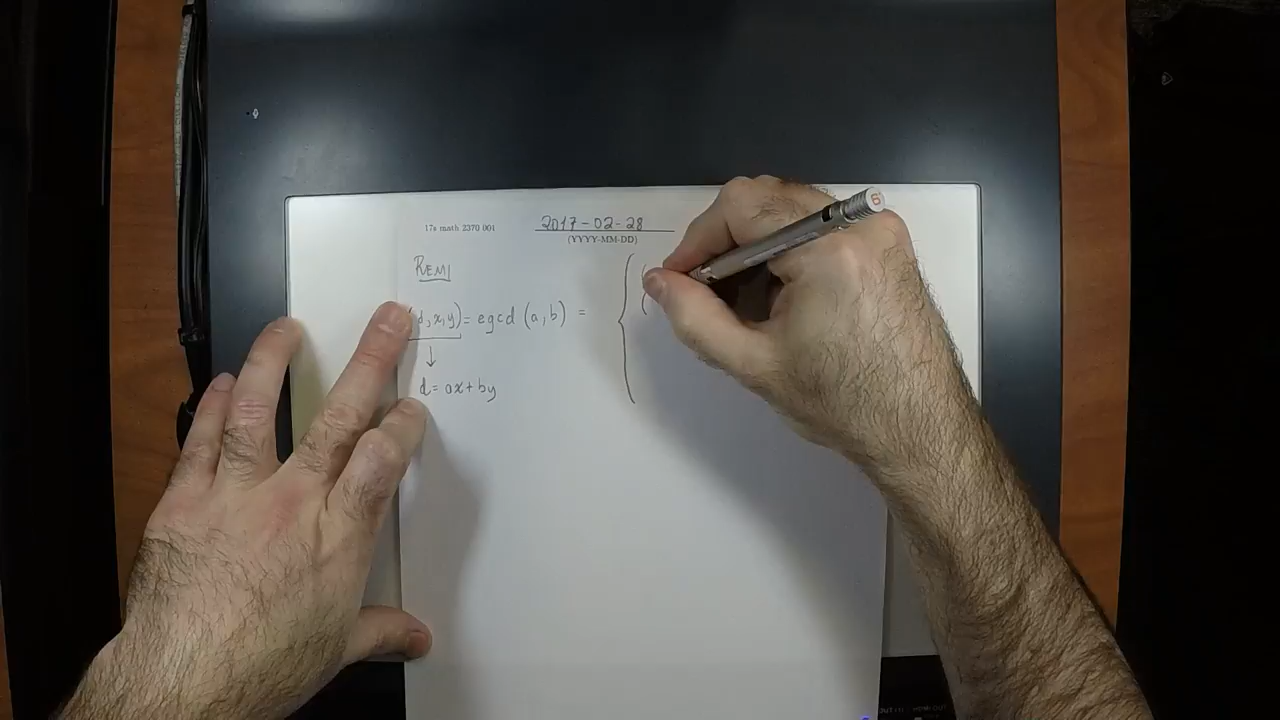 17s math 2370 001
2017-02-28
(YYYY-MM-DD)
REM
(d,x,y) = egcd (a,b) = {
↓
d = ax + by